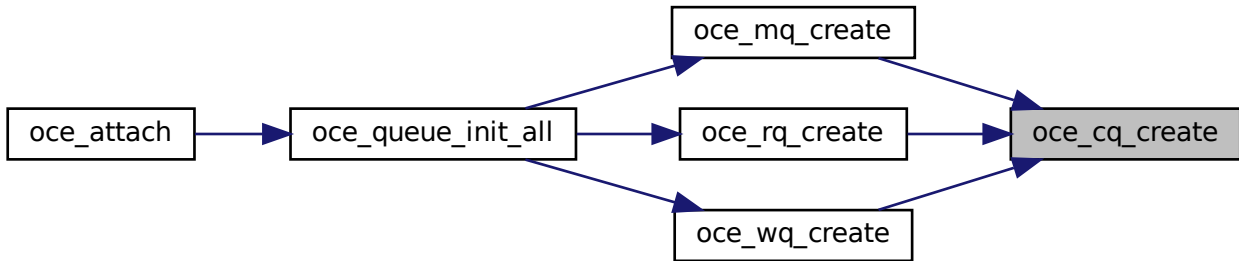 oce_mq_create
oce_attach
oce_queue_init_all
oce_rq_create
oce_cq_create
oce_wq_create